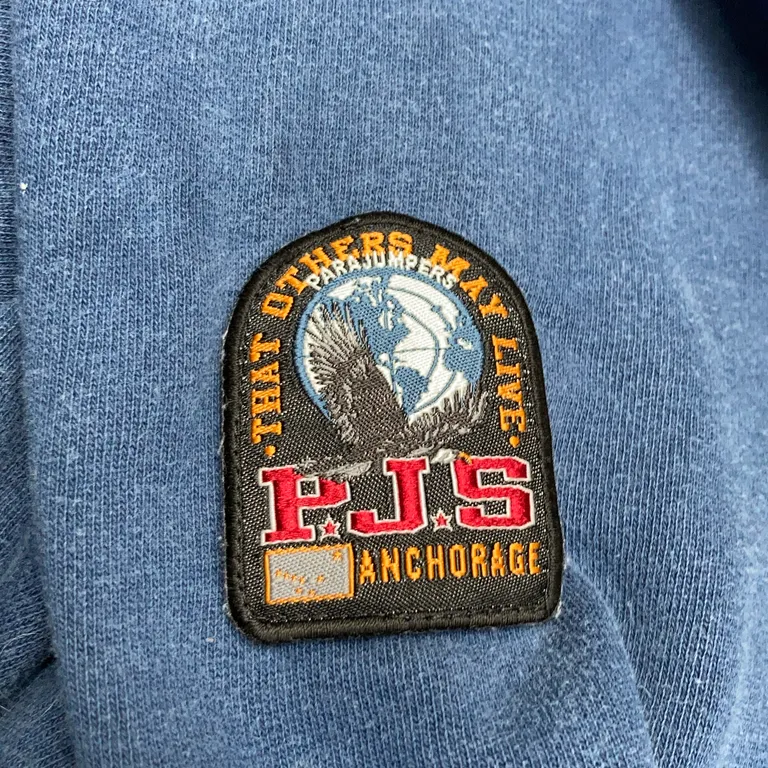 ·THAT OTHERS MAY LIVE·
PARAJUMPERS
P.J.S
ANCHORAGE